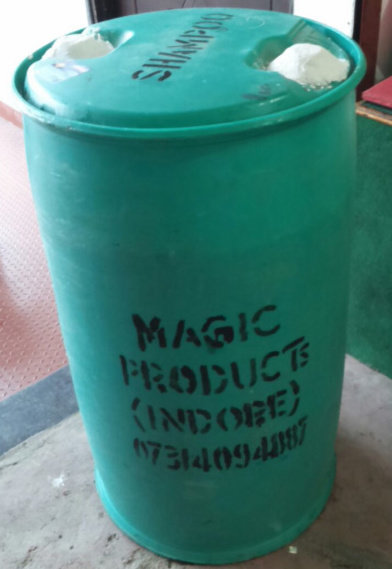 SHAMPOO
MAGIC
PRODUCTS
(INDORE)
07314094887